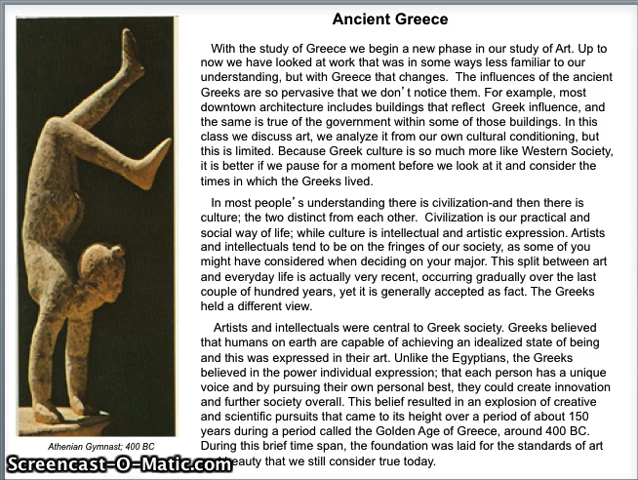 Ancient Greece
With the study of Greece we begin a new phase in our study of Art. Up to
now we have looked at work that was in some ways less familiar to our
understanding, but with Greece that changes. The influences of the ancient
Greeks are so pervasive that we don't notice them. For example, most
downtown architecture includes buildings that reflect Greek influence, and
the same is true of the government within some of those buildings. In this
class we discuss art, we analyze it from our own cultural conditioning, but
this is limited. Because Greek culture is so much more like Western Society,
it is better if we pause for a moment before we look at it and consider the
times in which the Greeks lived.
In most people's understanding there is civilization-and then there is
culture; the two distinct from each other. Civilization is our practical and
social way of life; while culture is intellectual and artistic expression. Artists
and intellectuals tend to be on the fringes of our society, as some of you
might have considered when deciding on your major. This split between art
and everyday life is actually very recent, occurring gradually over the last
couple of hundred years, yet it is generally accepted as fact. The Greeks
held a different view.
Artists and intellectuals were central to Greek society. Greeks believed
that humans on earth are capable of achieving an idealized state of being
and this was expressed in their art. Unlike the Egyptians, the Greeks
believed in the power individual expression; that each person has a unique
voice and by pursuing their own personal best, they could create innovation
and further society overall. This belief resulted in an explosion of creative
and scientific pursuits that came to its height over a period of about 150
years during a period called the Golden Age of Greece, around 400 BC.
During this brief time span, the foundation was laid for the standards of art
beauty that we still consider true today.
Athenian Gymnast; 400 BC
Screencast-O-Matic.com